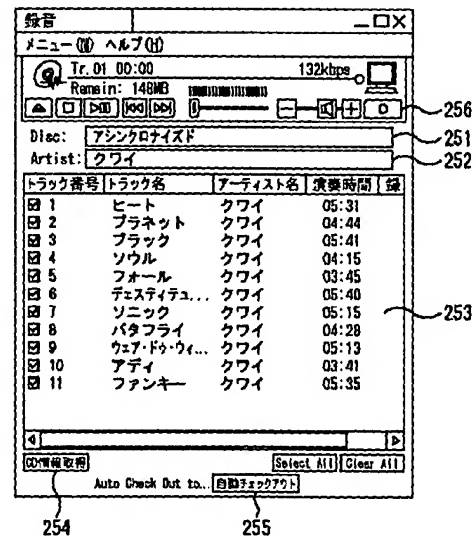 録音
メニュー(M) ヘルプ(H)
Tr.01 00:00 132kbps
Remain: 148MB
256
Disc: アシンクロナイズド 251
Artist: クワイ 252
トラック番号 トラック名 アーティスト名 演奏時間 録
1 ヒート クワイ 05:31
2 プラネット クワイ 04:44
3 ブラック クワイ 05:41
4 ソウル クワイ 04:15
5 フォール クワイ 03:45
6 デェスティテュ... クワイ 05:40
7 ソニック クワイ 05:15
8 バタフライ クワイ 04:28
9 ウェア・ドゥ・ウィ... クワイ 05:13
10 アディ クワイ 03:41
11 ファンキー クワイ 05:35
253
CD情報取得 Select All Clear All
Auto Check Out to... 自動チェックアウト
254 255